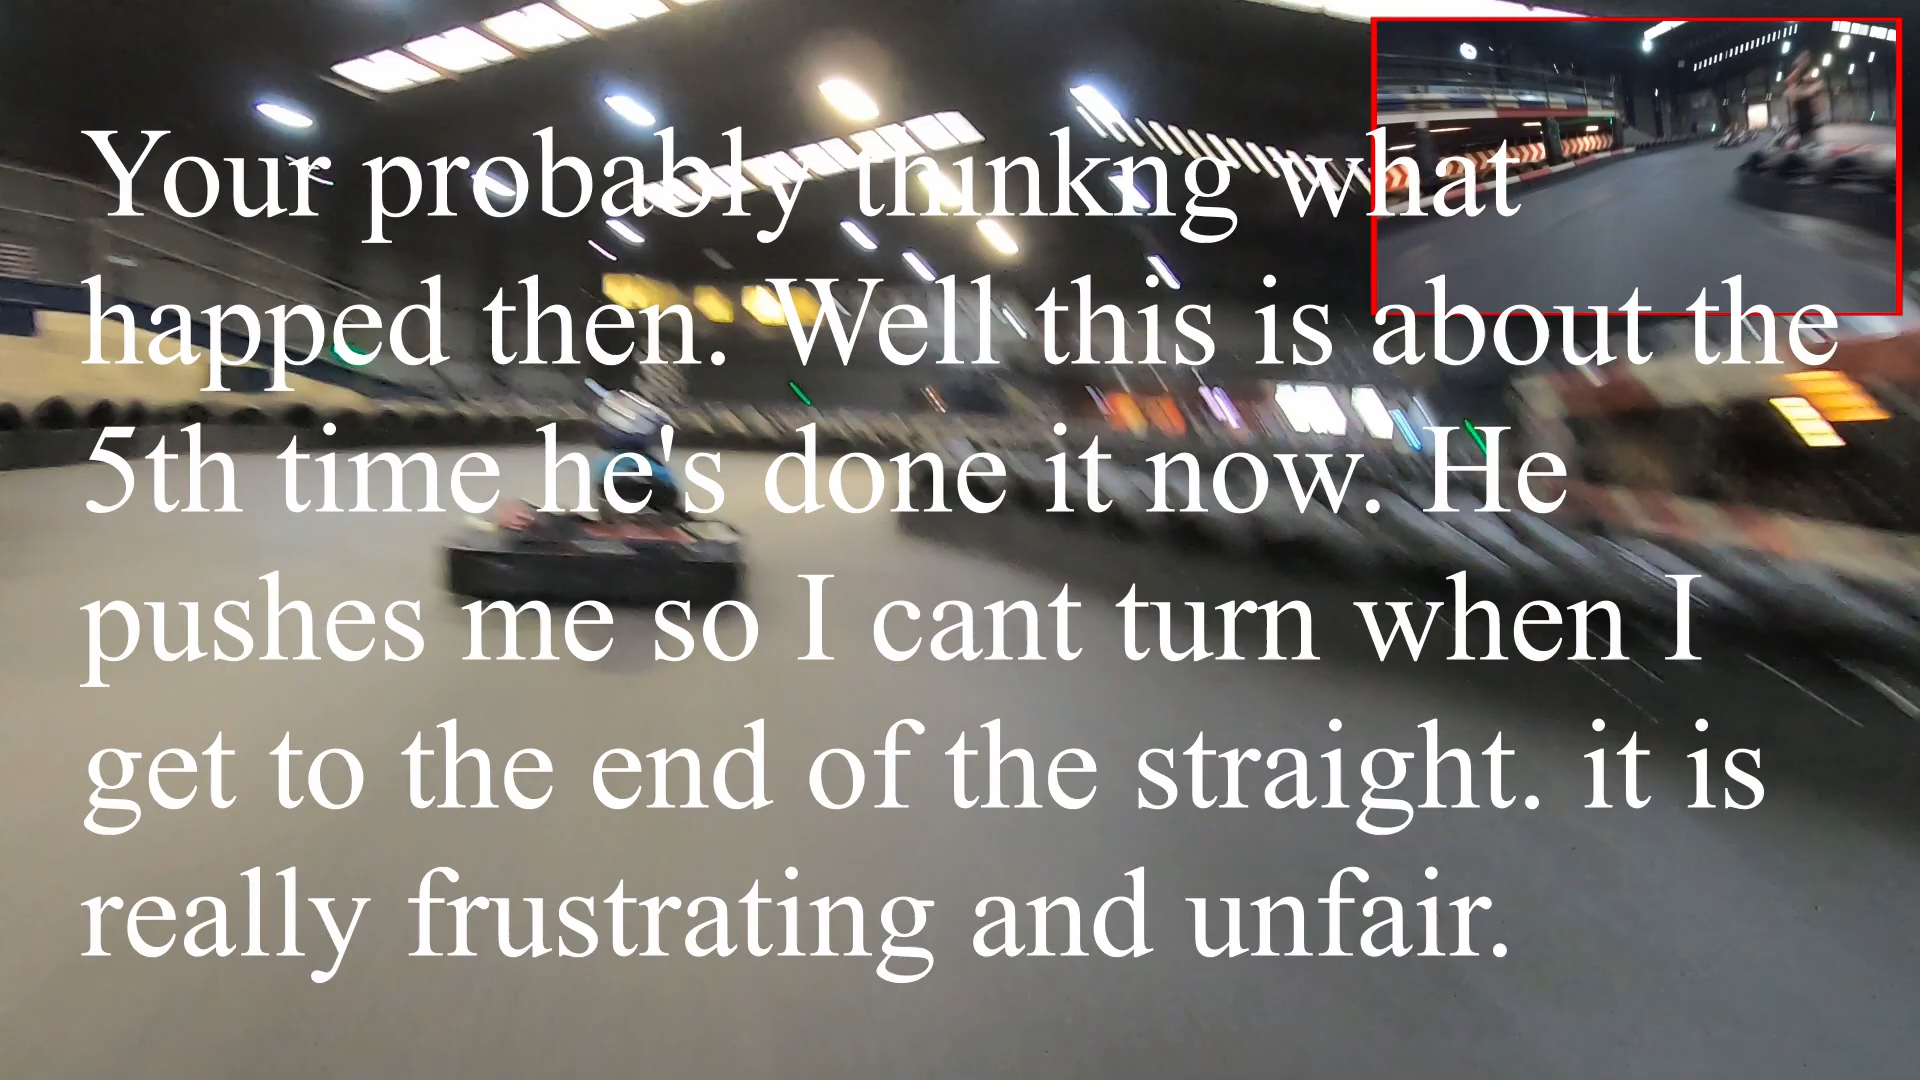 Your probably thinkng what
happed then. Well this is about the
5th time he's done it now. He
pushes me so I cant turn when I
get to the end of the straight. it is
really frustrating and unfair.